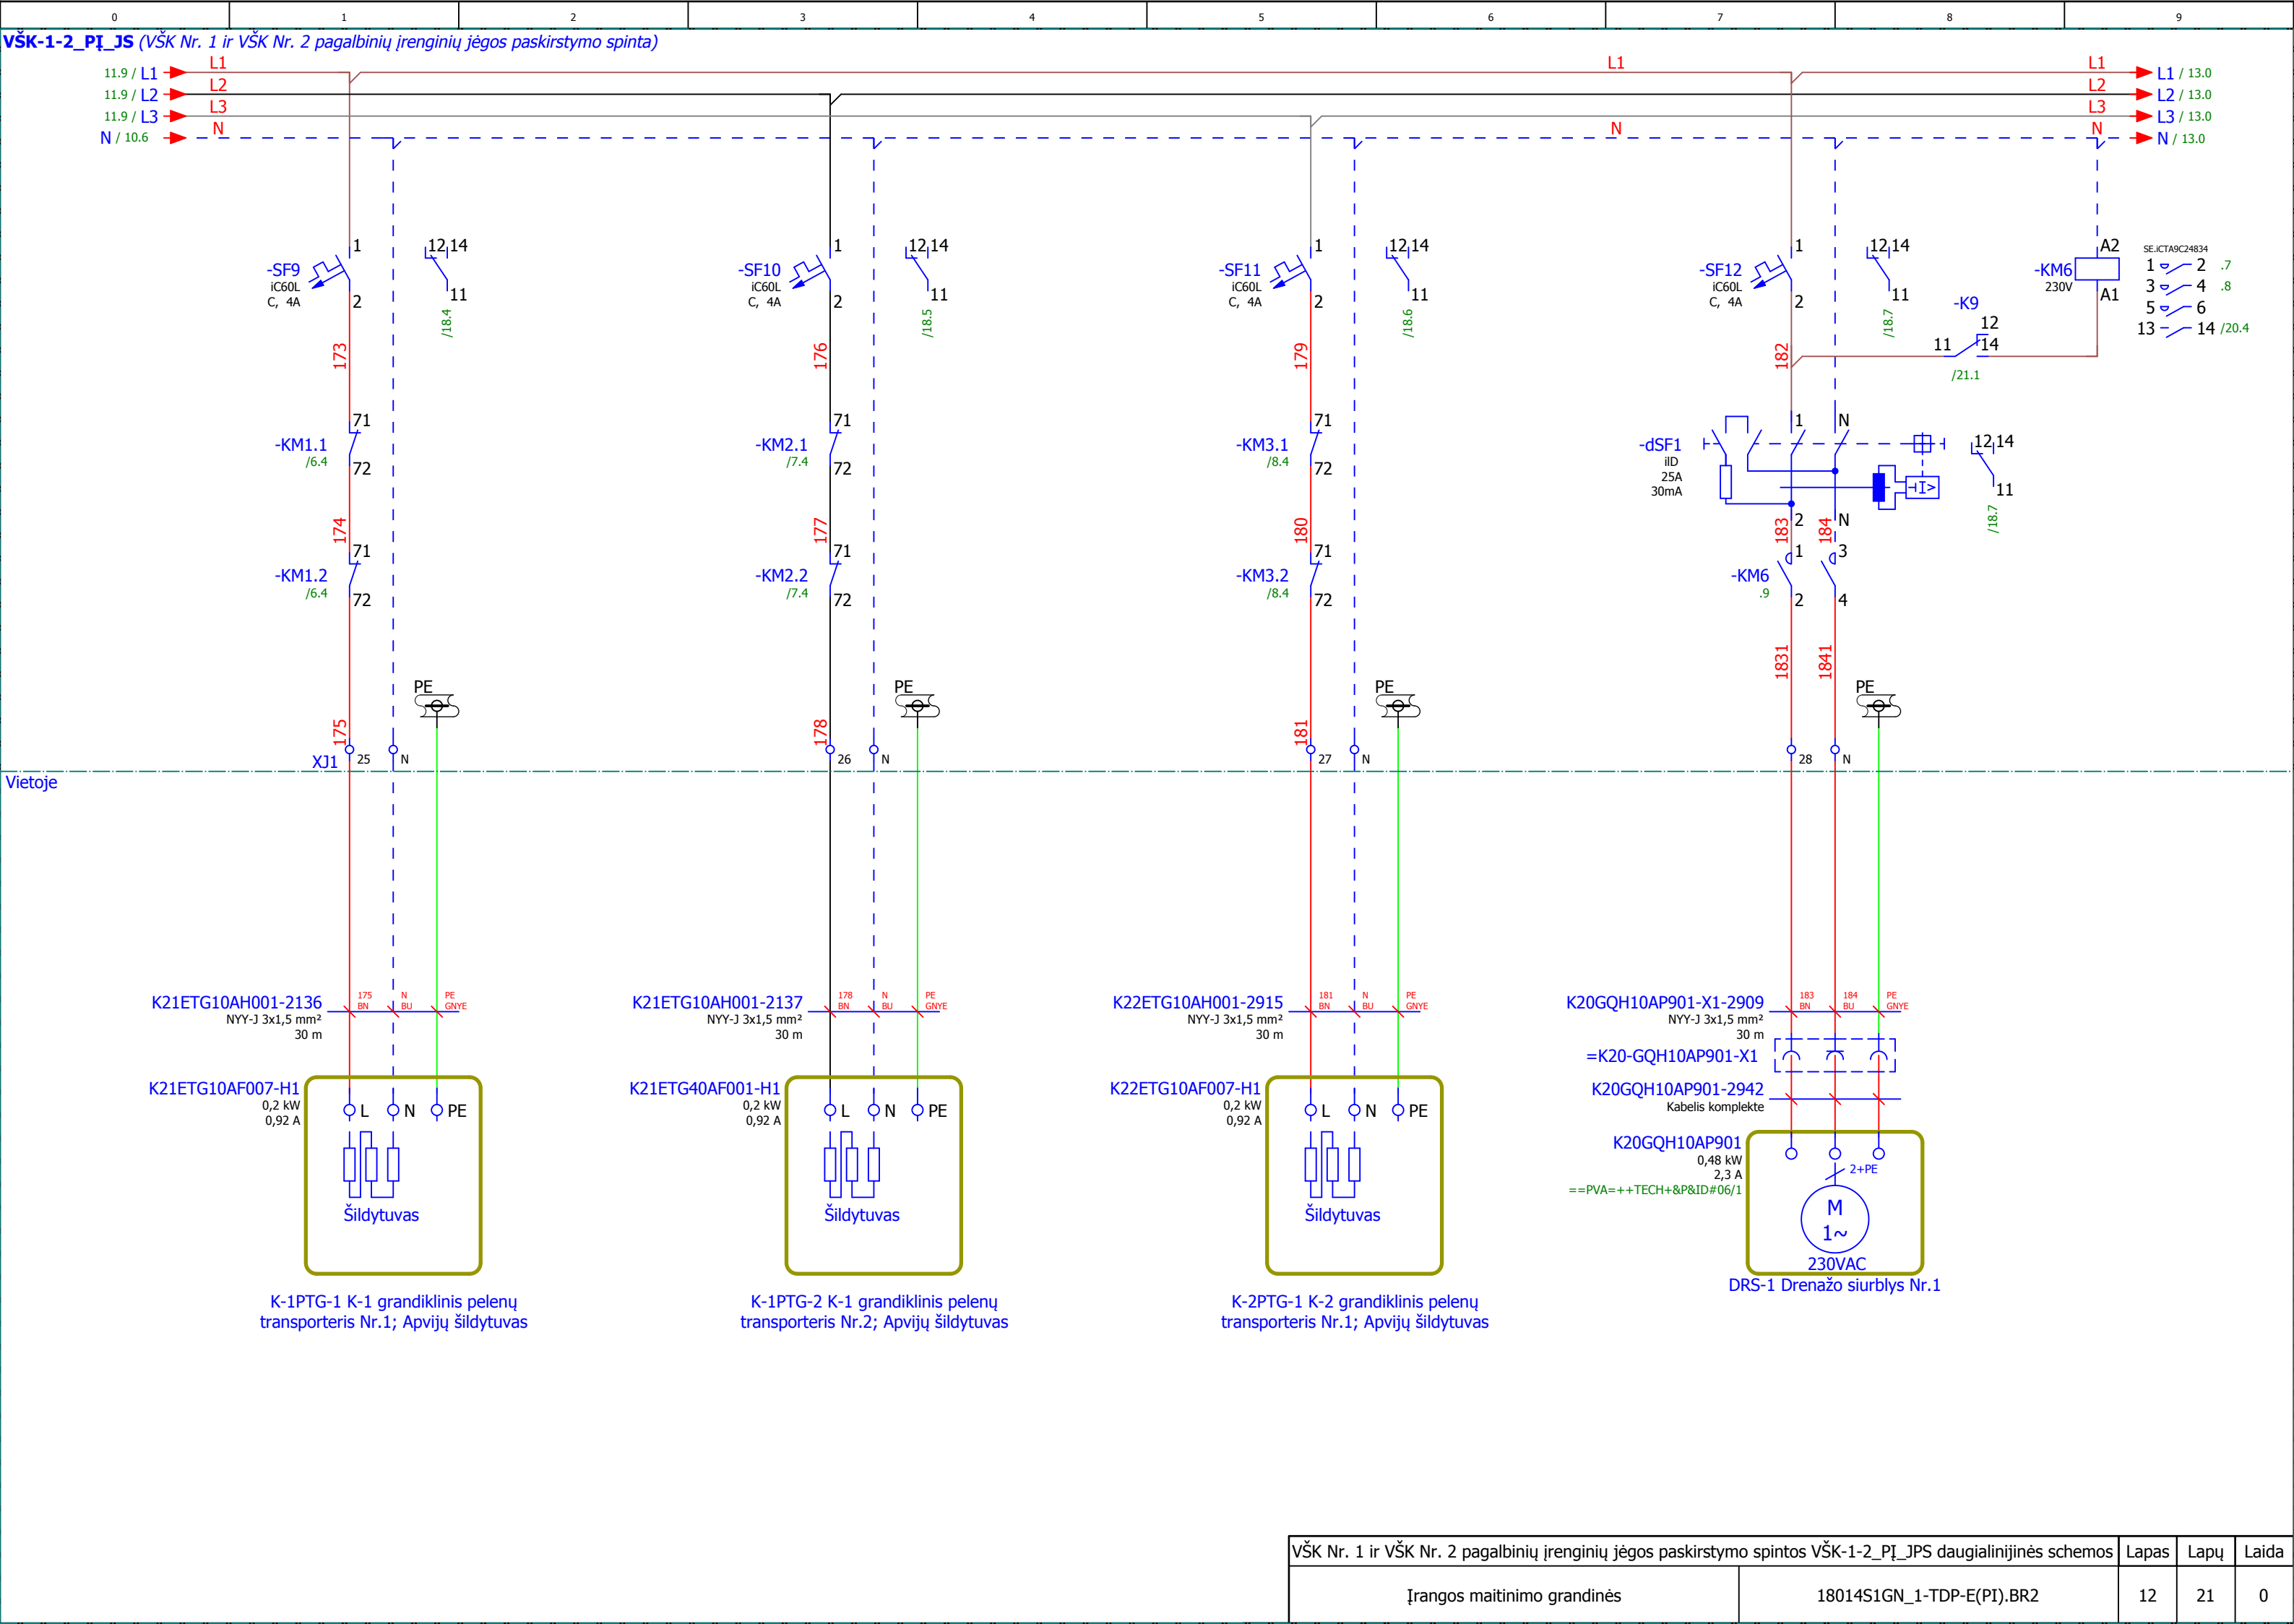 0 1 2 3 4 5 6 7 8 9
VŠK-1-2_PĮ_JS (VŠK Nr. 1 ir VŠK Nr. 2 pagalbinių įrenginių jėgos paskirstymo spinta)
11.9 / L1 L1 L1 L1 L1 / 13.0
11.9 / L2 L2 L2 L2 / 13.0
11.9 / L3 L3 L3 L3 / 13.0
N / 10.6 N N N N / 13.0
-SF9
iC60L
C, 4A
1
2
12 14
11
/18.4
173
-KM1.1
/6.4
71
72
174
-KM1.2
/6.4
71
72
175
PE
XJ1 25 N
-SF10
iC60L
C, 4A
1
2
12 14
11
/18.5
176
-KM2.1
/7.4
71
72
177
-KM2.2
/7.4
71
72
178
PE
26 N
-SF11
iC60L
C, 4A
1
2
12 14
11
/18.6
179
-KM3.1
/8.4
71
72
180
-KM3.2
/8.4
71
72
181
PE
27 N
-SF12
iC60L
C, 4A
1
2
12 14
11
/18.7
182
-K9
12
11 14
/21.1
-KM6
230V
A2
A1
SE.iCTA9C24834
1 2 .7
3 4 .8
5 6
13 14 /20.4
-dSF1
iID
25A
30mA
1 N
I>
2 N
12 14
11
/18.7
183 184
-KM6
.9
1 3
2 4
1831 1841
PE
28 N
Vietoje
K21ETG10AH001-2136
NYY-J 3x1,5 mm²
30 m
175 N PE
BN BU GNYE
K21ETG10AF007-H1
0,2 kW
0,92 A
L N PE
Šildytuvas
K-1PTG-1 K-1 grandiklinis pelenų
transporteris Nr.1; Apvijų šildytuvas
K21ETG10AH001-2137
NYY-J 3x1,5 mm²
30 m
178 N PE
BN BU GNYE
K21ETG40AF001-H1
0,2 kW
0,92 A
L N PE
Šildytuvas
K-1PTG-2 K-1 grandiklinis pelenų
transporteris Nr.2; Apvijų šildytuvas
K22ETG10AH001-2915
NYY-J 3x1,5 mm²
30 m
181 N PE
BN BU GNYE
K22ETG10AF007-H1
0,2 kW
0,92 A
L N PE
Šildytuvas
K-2PTG-1 K-2 grandiklinis pelenų
transporteris Nr.1; Apvijų šildytuvas
K20GQH10AP901-X1-2909
NYY-J 3x1,5 mm²
30 m
183 184 PE
BN BU GNYE
=K20-GQH10AP901-X1
K20GQH10AP901-2942
Kabelis komplekte
K20GQH10AP901
0,48 kW
2,3 A
==PVA=++TECH+&P&ID#06/1
2+PE
M
1~
230VAC
DRS-1 Drenažo siurblys Nr.1
VŠK Nr. 1 ir VŠK Nr. 2 pagalbinių įrenginių jėgos paskirstymo spintos VŠK-1-2_PĮ_JPS daugialinijinės schemos Lapas Lapų Laida
Įrangos maitinimo grandinės 18014S1GN_1-TDP-E(PI).BR2 12 21 0